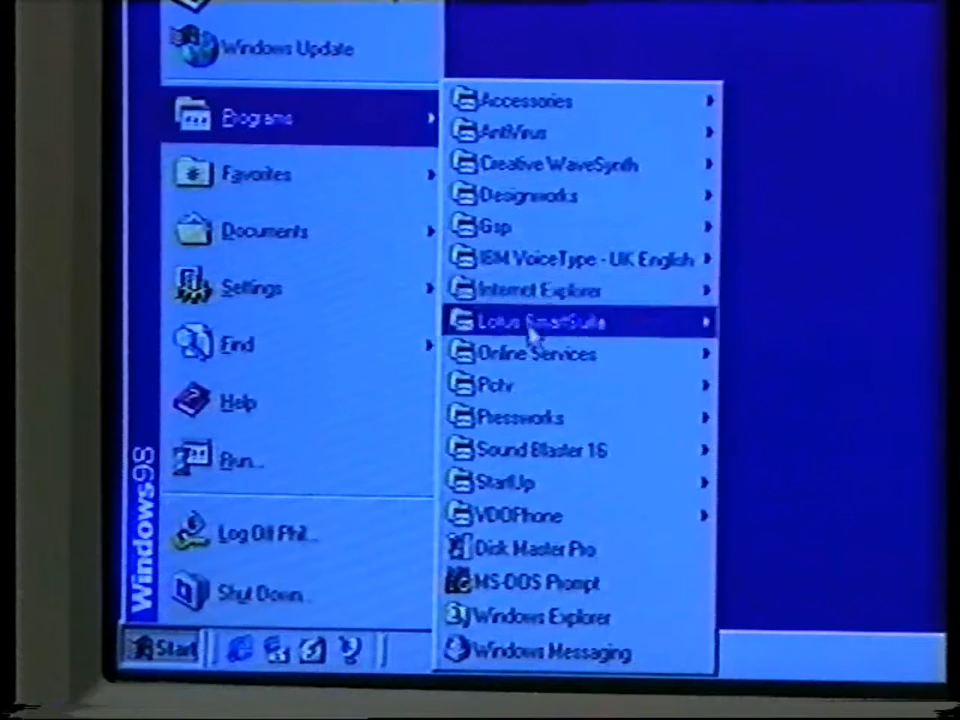 Windows Update
Programs
Favorites
Documents
Settings
Find
Help
Run...
Log Off Phil...
Shut Down...
Windows98
Start
Accessories
AntiVirus
Creative WaveSynth
Designworks
Gsp
IBM VoiceType - UK English
Internet Explorer
Lotus SmartSuite
Online Services
Pctv
Pressworks
Sound Blaster 16
StartUp
VDOPhone
Disk Master Pro
MS-DOS Prompt
Windows Explorer
Windows Messaging